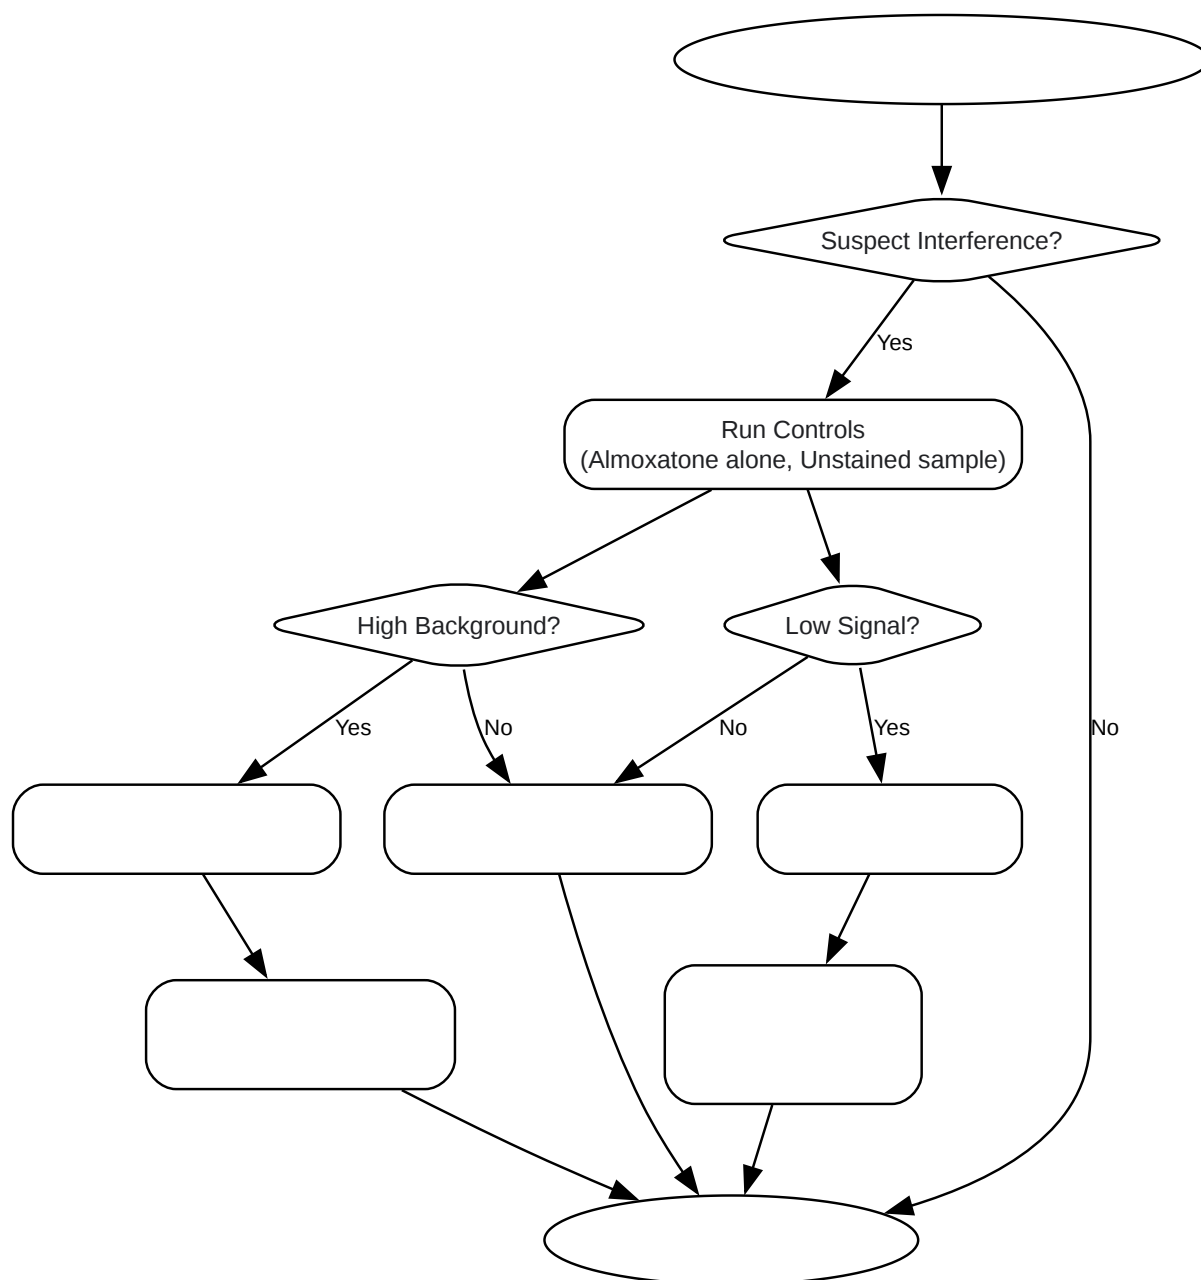 Suspect Interference?
Yes
Run Controls
(Almoxatone alone, Unstained sample)
High Background?
Low Signal?
Yes
No
No
Yes
No